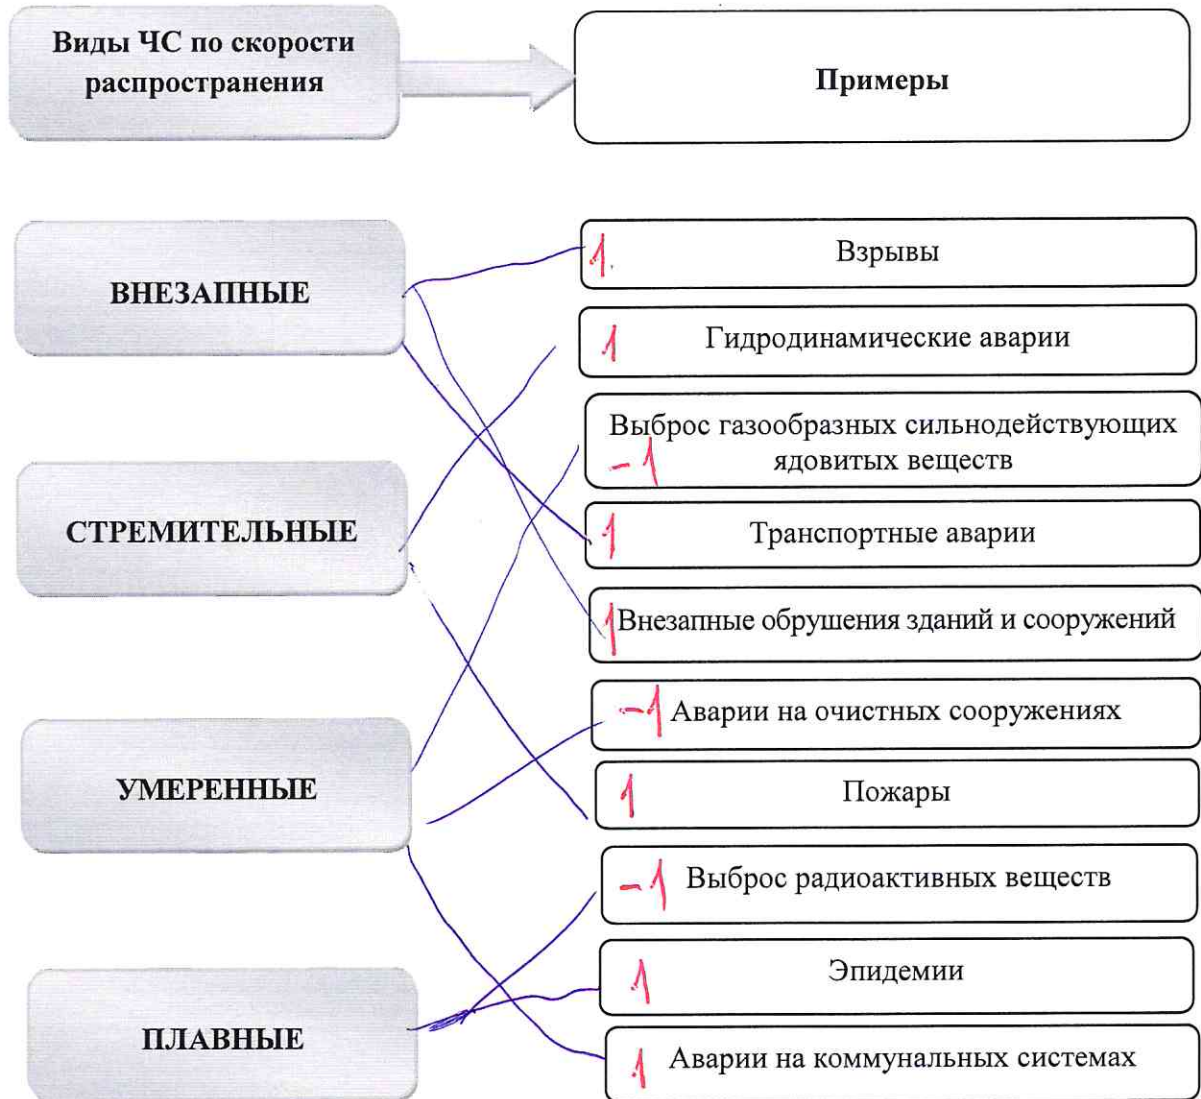 Виды ЧС по скорости
распространения
Примеры
ВНЕЗАПНЫЕ
СТРЕМИТЕЛЬНЫЕ
УМЕРЕННЫЕ
ПЛАВНЫЕ
1. Взрывы
1 Гидродинамические аварии
Выброс газообразных сильнодействующих
-1 ядовитых веществ
1 Транспортные аварии
1 Внезапные обрушения зданий и сооружений
-1 Аварии на очистных сооружениях
1 Пожары
-1 Выброс радиоактивных веществ
1 Эпидемии
1 Аварии на коммунальных системах